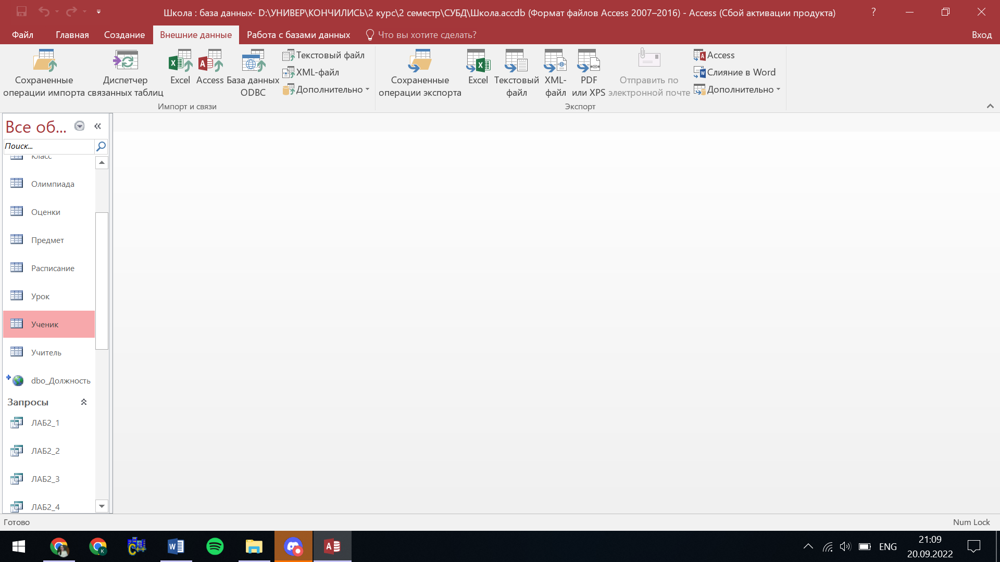 Школа : база данных- D:\УНИВЕР\КОНЧИЛИСЬ\2 курс\2 семестр\СУБД\Школа.accdb (Формат файлов Access 2007–2016) - Access (Сбой активации продукта)
?
Файл Главная Создание Внешние данные Работа с базами данных Что вы хотите сделать? Вход
Сохраненные операции импорта
Диспетчер связанных таблиц
Excel
Access
База данных ODBC
Текстовый файл
XML-файл
Дополнительно
Импорт и связи
Сохраненные операции экспорта
Excel
Текстовый файл
XML-файл
PDF или XPS
Отправить по электронной почте
Access
Слияние в Word
Дополнительно
Экспорт
Все об...
Поиск...
Класс
Олимпиада
Оценки
Предмет
Расписание
Урок
Ученик
Учитель
dbo_Должность
Запросы
ЛАБ2_1
ЛАБ2_2
ЛАБ2_3
ЛАБ2_4
Готово
Num Lock
ENG
21:09
20.09.2022